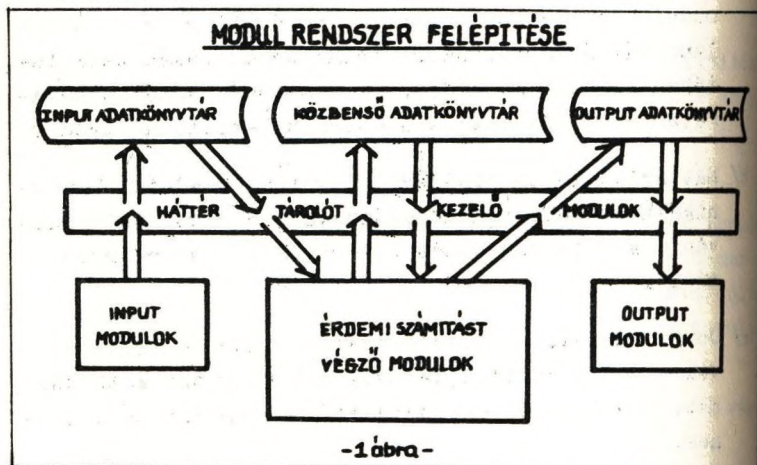 MODUL RENDSZER FELÉPITÉSE
INPUT ADATKÖNYVTÁR
KÖZBENSŐ ADATKÖNYVTÁR
OUTPUT ADATKÖNYVTÁR
HÁTTÉR TÁROLÓT KEZELŐ MODULOK
INPUT
MODULOK
ÉRDEMI SZÁMITÁST
VÉGZŐ MODULOK
OUTPUT
MODULOK
-1 ábra-